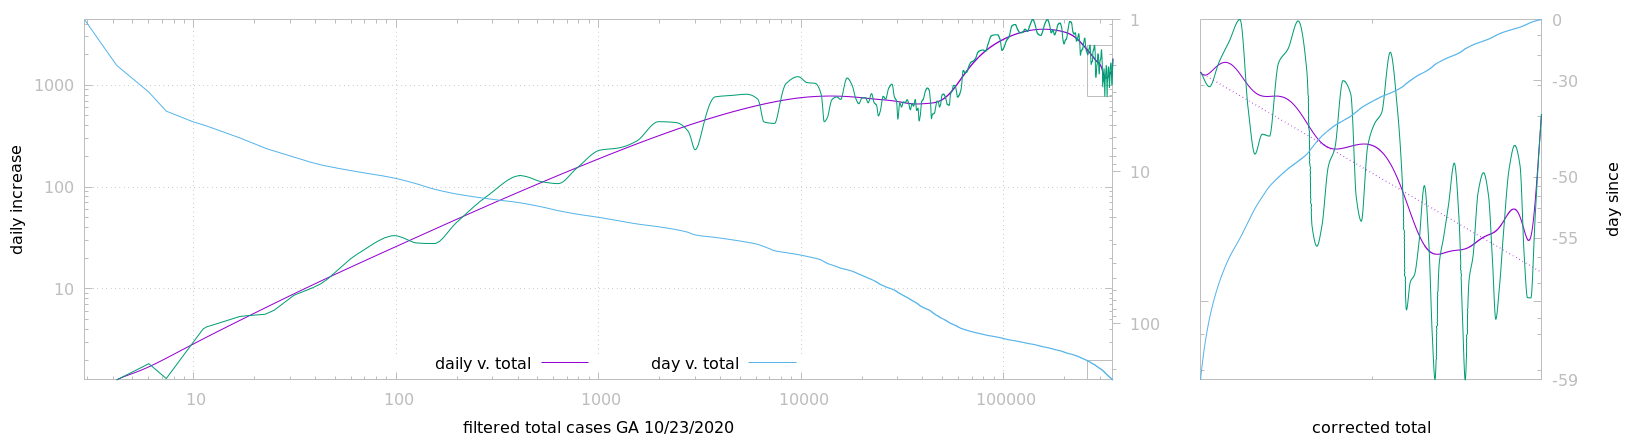 daily increase
1000
100
10
1
10
100
daily v. total
day v. total
10
100
1000
10000
100000
filtered total cases GA 10/23/2020
0
-30
-50
-55
-59
day since
corrected total